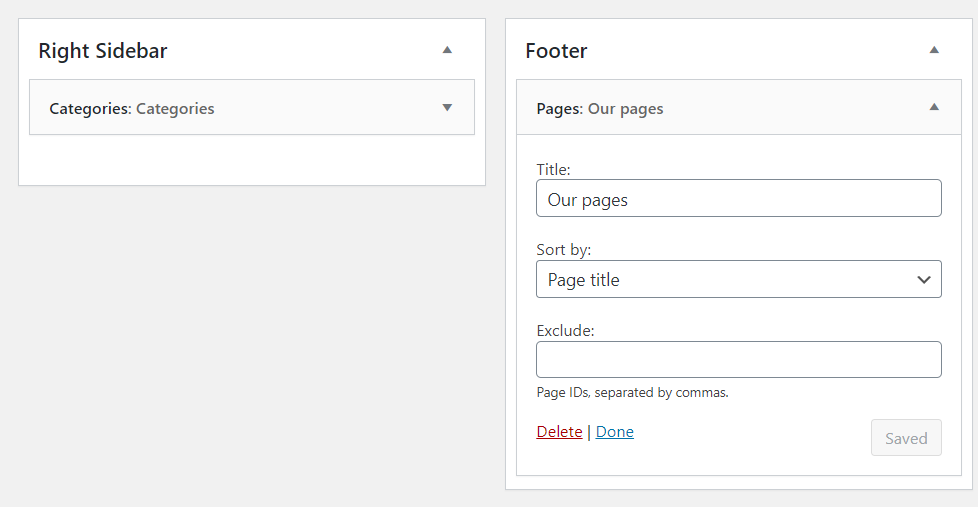 Right Sidebar
Categories: Categories
Footer
Pages: Our pages
Title:
Our pages
Sort by:
Page title
Exclude:
Page IDs, separated by commas.
Delete | Done
Saved